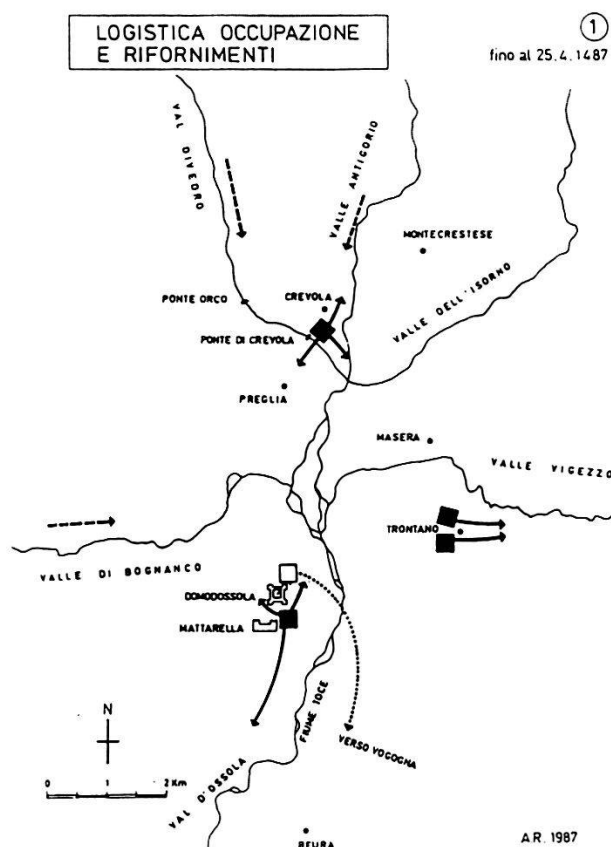 LOGISTICA OCCUPAZIONE
E RIFORNIMENTI
1
fino al 25.4.1487
VAL DIVEDRO
VALLE ANTIGORIO
MONTECRESTESE
VALLE DELL'ISORNO
PONTE ORCO
CREVOLA
PONTE DI CREVOLA
PREGLIA
MASERA
VALLE VIGEZZO
TRONTANO
VALLE DI BOGNANCO
DOMODOSSOLA
MATTARELLA
FIUME TOCE
VERSO VOGOGNA
N
0 1 2 Km
VAL D'OSSOLA
BEURA
A.R. 1987